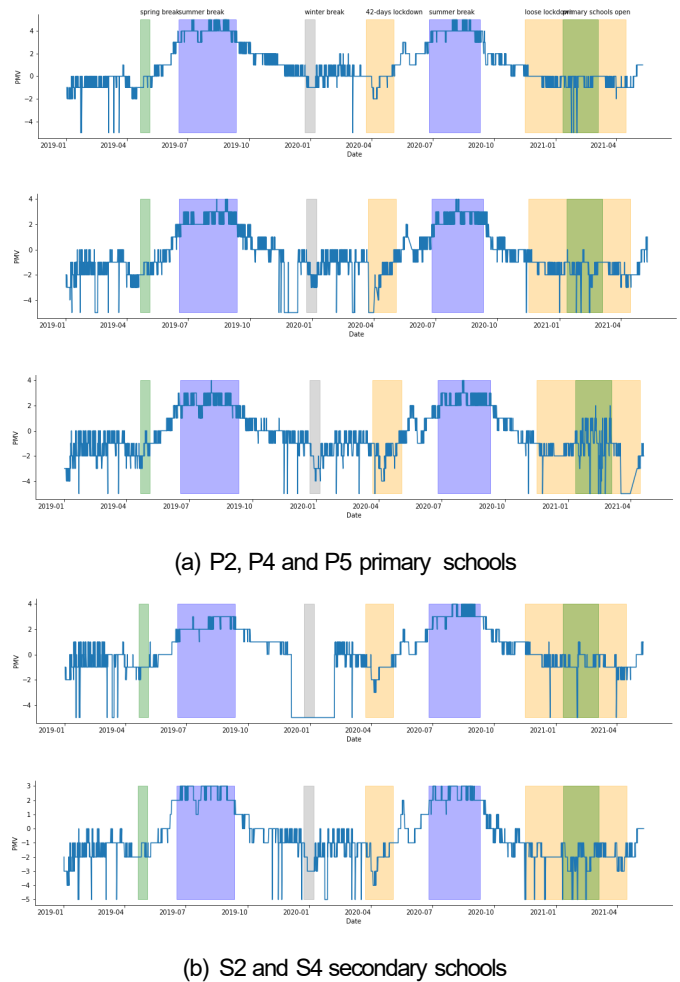 spring break summer break winter break 42-days lockdown summer break loose lockdown primary schools open
4
2
0
−2
−4
PMV
2019-01 2019-04 2019-07 2019-10 2020-01 2020-04 2020-07 2020-10 2021-01 2021-04
Date
4
2
0
−2
−4
PMV
2019-01 2019-04 2019-07 2019-10 2020-01 2020-04 2020-07 2020-10 2021-01 2021-04
Date
4
2
0
−2
−4
PMV
2019-01 2019-04 2019-07 2019-10 2020-01 2020-04 2020-07 2020-10 2021-01 2021-04
Date
(a) P2, P4 and P5 primary schools
4
2
0
−2
−4
PMV
2019-01 2019-04 2019-07 2019-10 2020-01 2020-04 2020-07 2020-10 2021-01 2021-04
Date
3
2
1
0
−1
−2
−3
−4
−5
PMV
2019-01 2019-04 2019-07 2019-10 2020-01 2020-04 2020-07 2020-10 2021-01 2021-04
Date
(b) S2 and S4 secondary schools